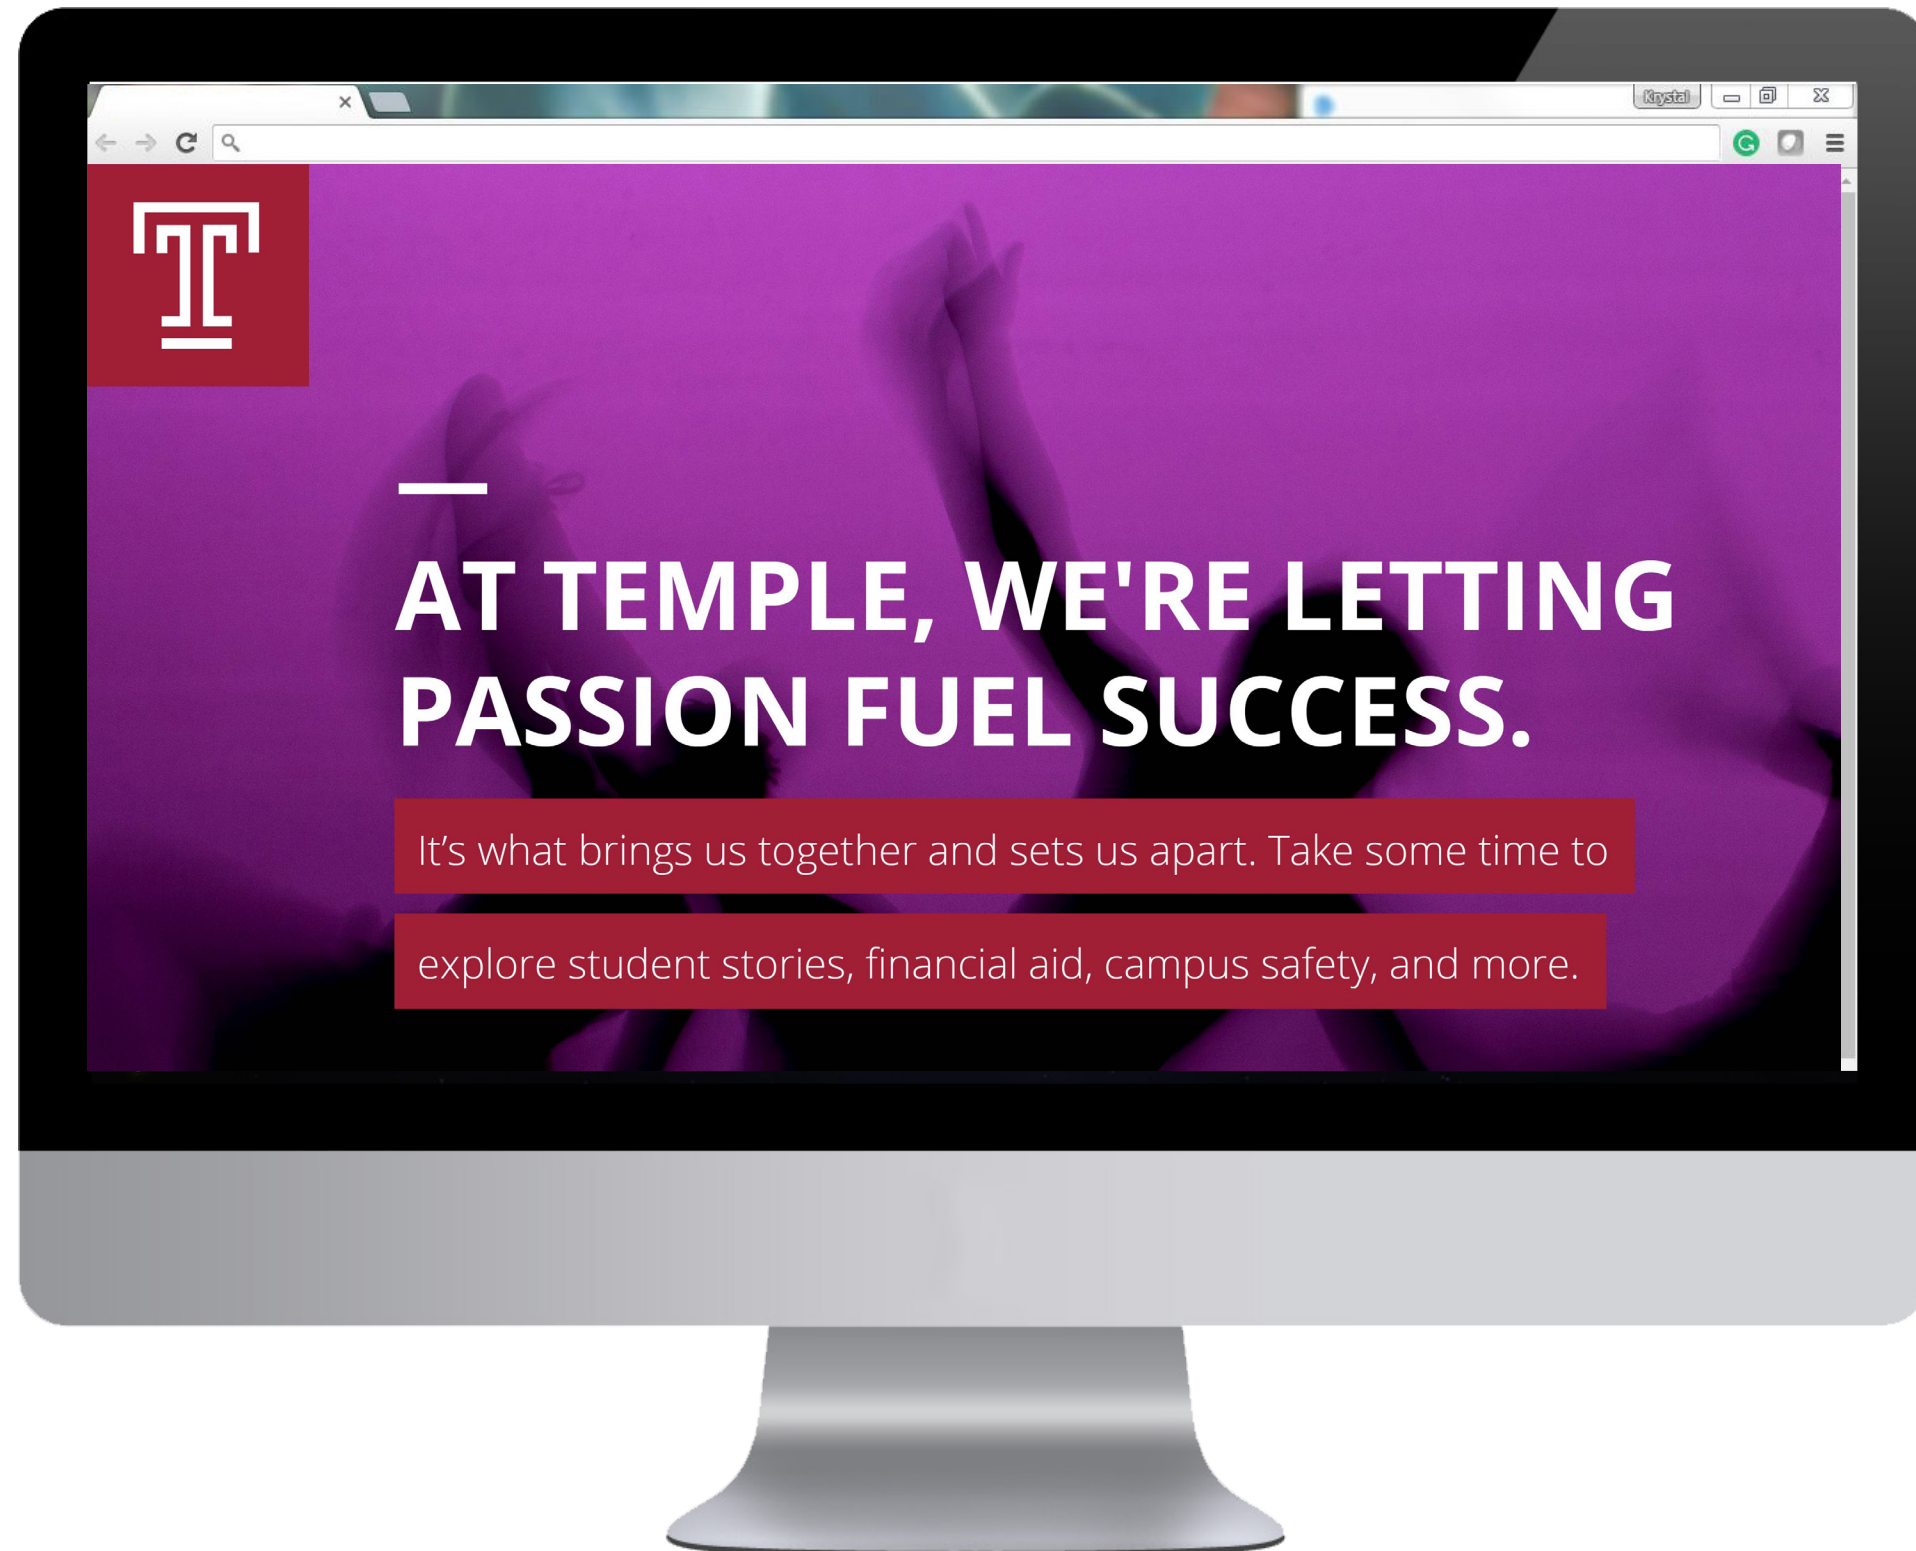 Krystal
T
AT TEMPLE, WE'RE LETTING
PASSION FUEL SUCCESS.
It’s what brings us together and sets us apart. Take some time to
explore student stories, financial aid, campus safety, and more.